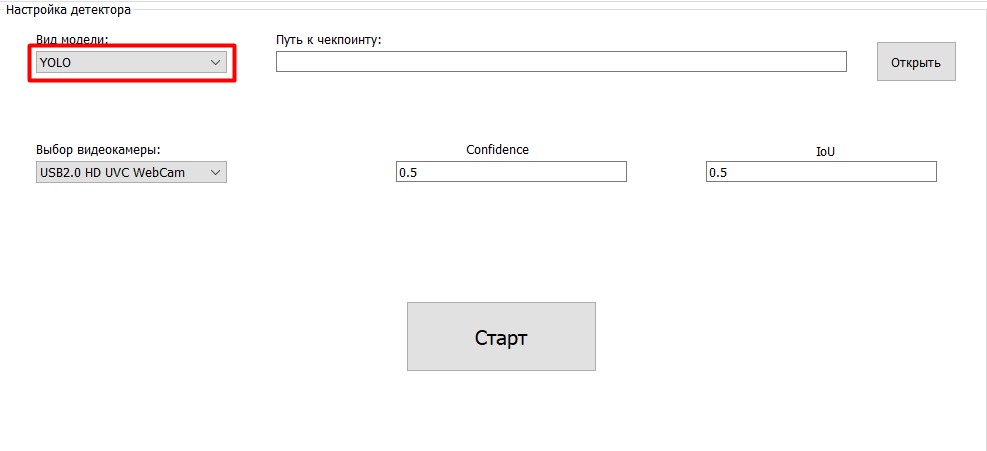 Настройка детектора
Вид модели:
Путь к чекпоинту:
YOLO
Открыть
Выбор видеокамеры:
Confidence
IoU
USB2.0 HD UVC WebCam
0.5
0.5
Старт